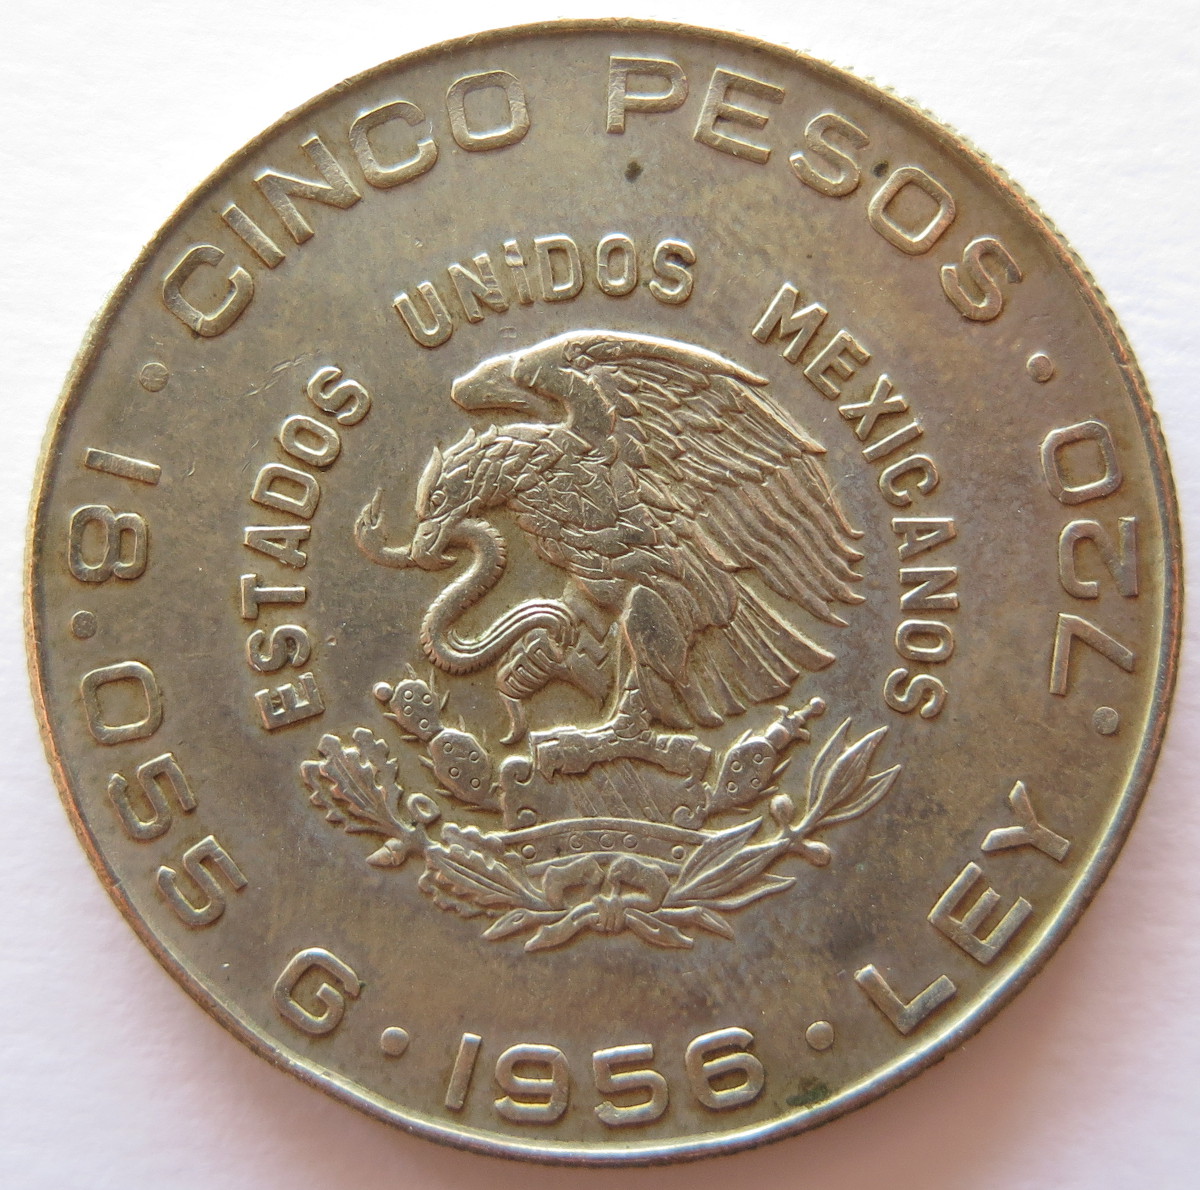 CINCO PESOS
· 18.055 G · 1956 · LEY .720 ·
ESTADOS UNIDOS MEXICANOS